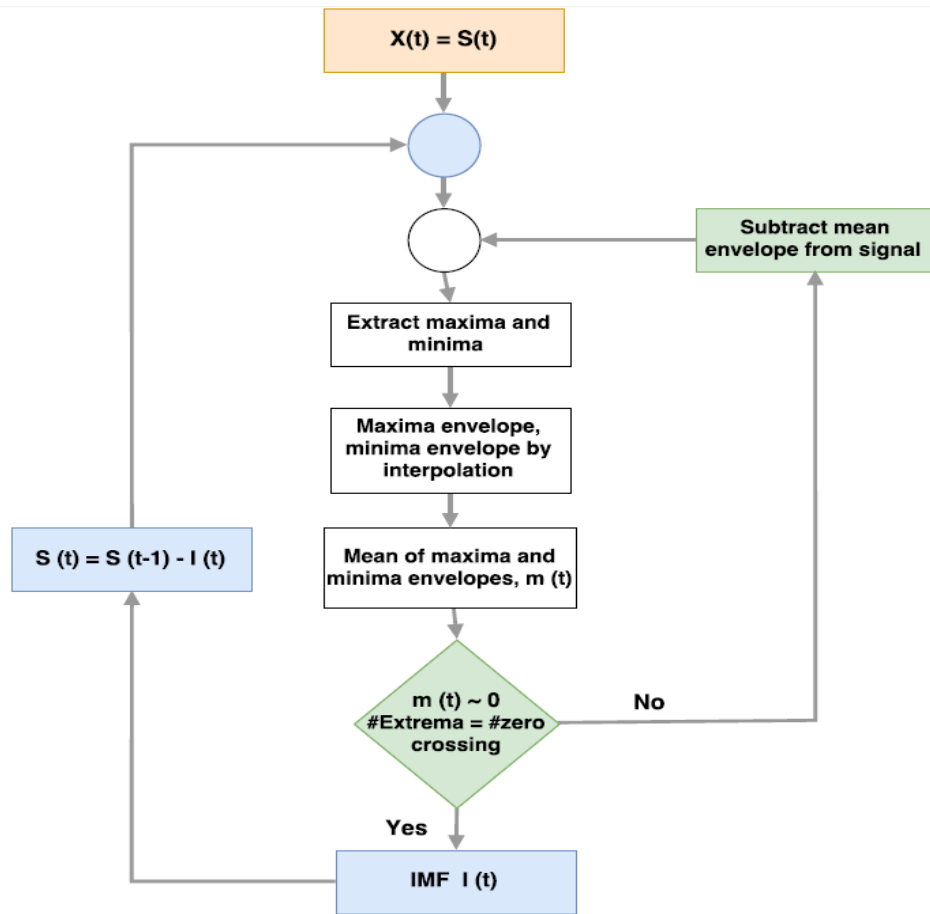 X(t) = S(t)
Subtract mean
envelope from signal
Extract maxima and
minima
Maxima envelope,
minima envelope by
interpolation
S (t) = S (t-1) - I (t)
Mean of maxima and
minima envelopes, m (t)
m (t) ~ 0
#Extrema = #zero
crossing
No
Yes
IMF I (t)